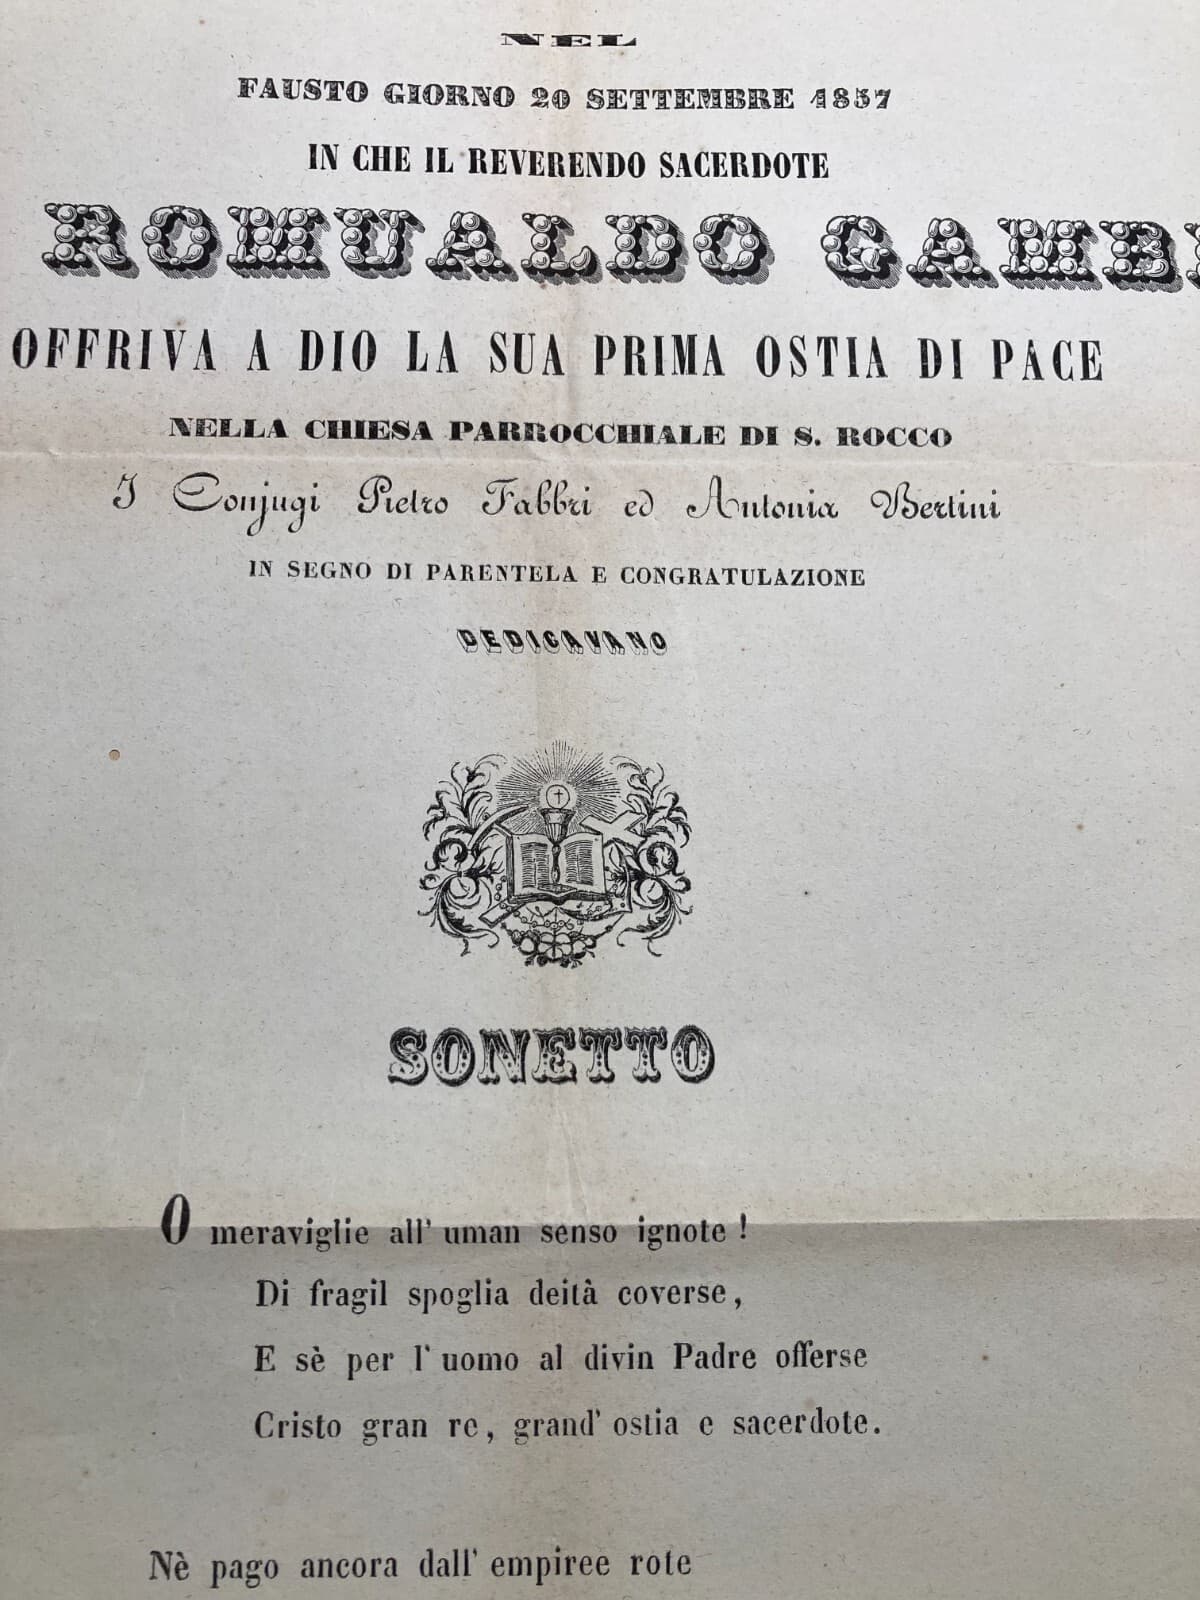 NEL
FAUSTO GIORNO 20 SETTEMBRE 1857
IN CHE IL REVERENDO SACERDOTE
ROMUALDO GAMB
OFFRIVA A DIO LA SUA PRIMA OSTIA DI PACE
NELLA CHIESA PARROCCHIALE DI S. ROCCO
I Conjugi Pietro Fabbri ed Antonia Bertini
IN SEGNO DI PARENTELA E CONGRATULAZIONE
DEDICAVANO
SONETTO
O meraviglie all' uman senso ignote!
Di fragil spoglia deità coverse,
E sè per l' uomo al divin Padre offerse
Cristo gran re, grand' ostia e sacerdote.
Nè pago ancora dall' empiree rote